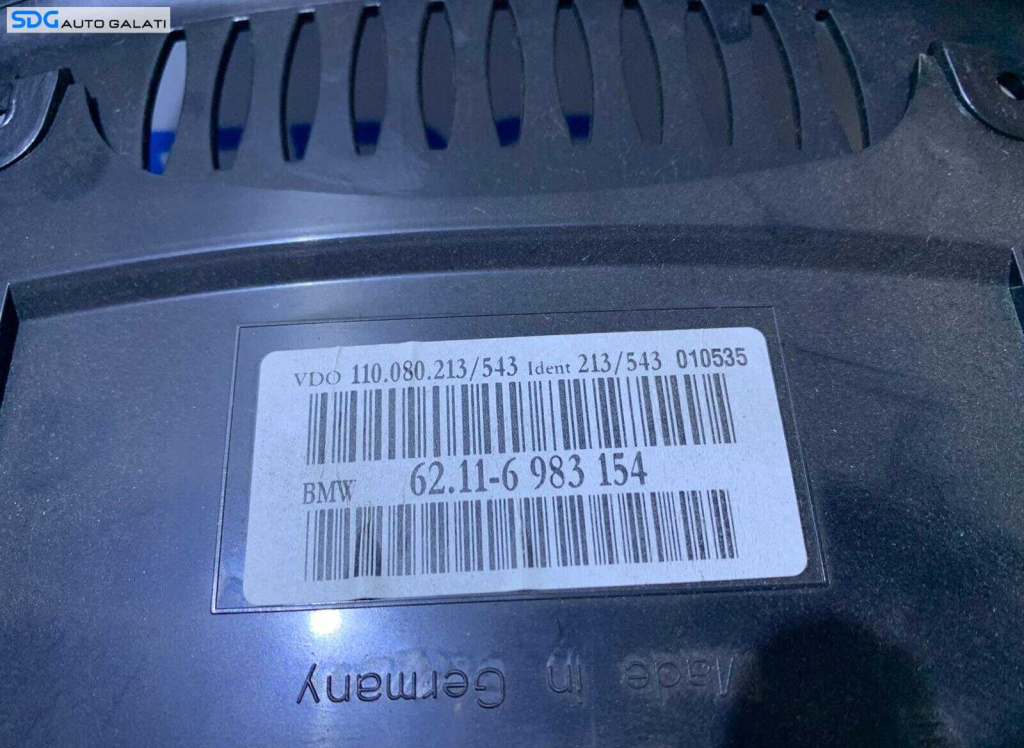 SDG AUTO GALATI
VDO 110.080.213/543 Ident 213/543 010535
BMW 62.11-6 983 154
Made in Germany